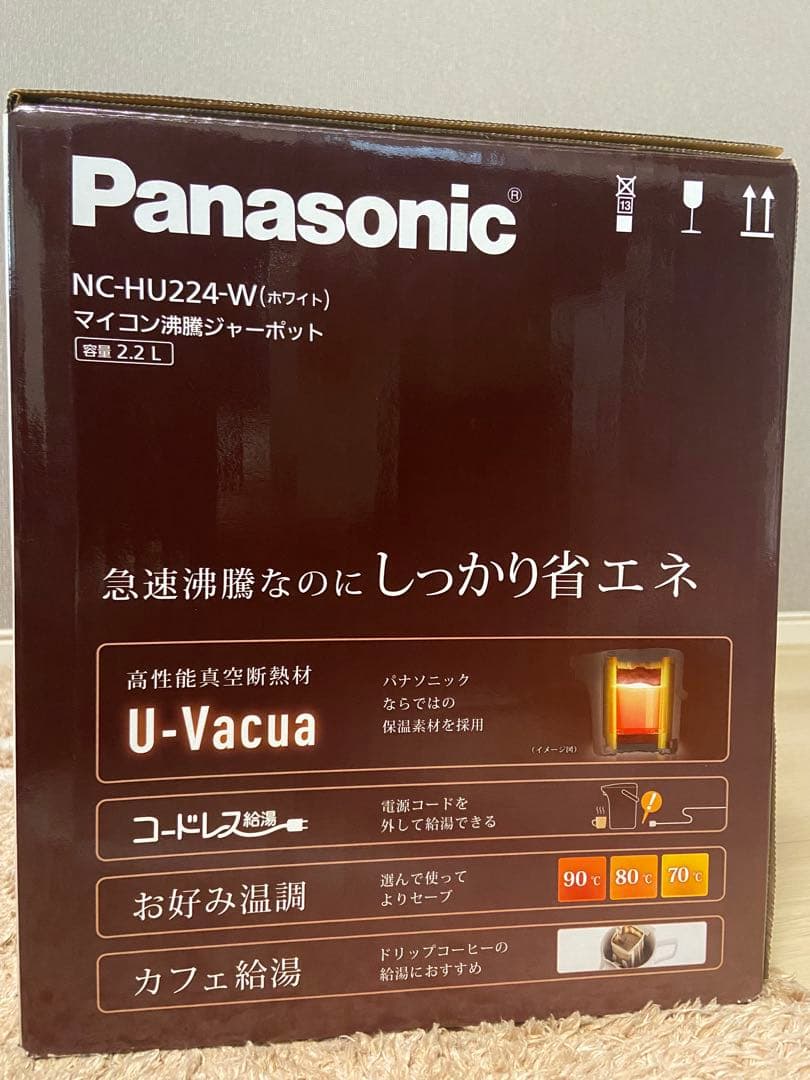 Panasonic®
13
NC-HU224-W(ホワイト)
マイコン沸騰ジャーポット
容量 2.2 L
急速沸騰なのにしっかり省エネ
高性能真空断熱材
U-Vacua
パナソニック
ならではの
保温素材を採用
(イメージ図)
コードレス給湯
電源コードを
外して給湯できる
お好み温調
選んで使って
よりセーブ
90℃ 80℃ 70℃
カフェ給湯
ドリップコーヒーの
給湯におすすめ